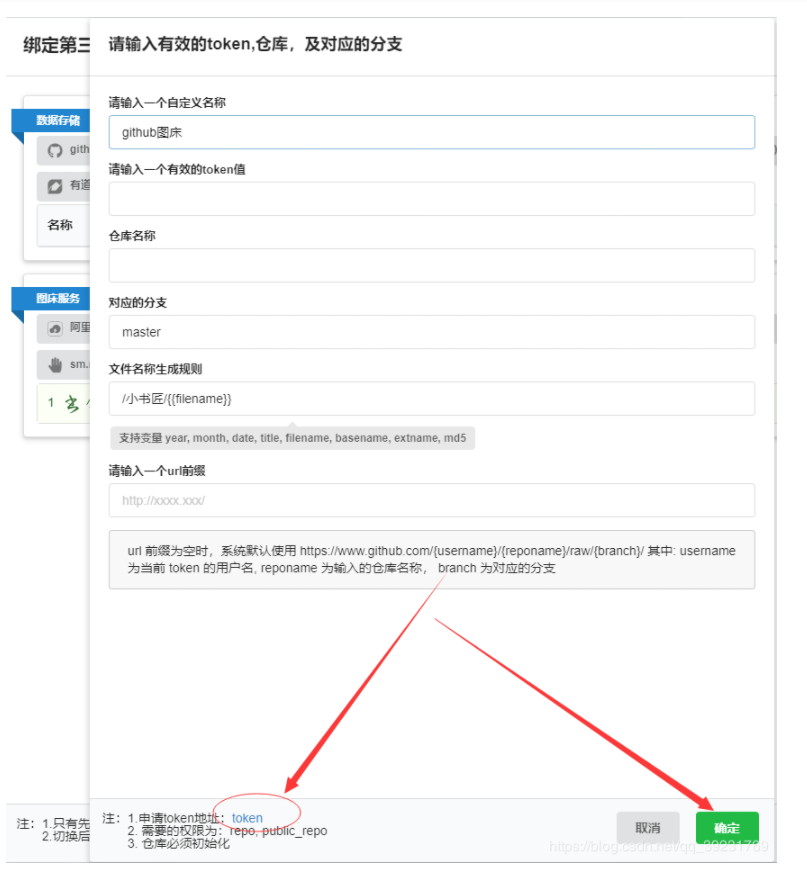 绑定第三
请输入有效的token,仓库，及对应的分支
请输入一个自定义名称
数据存储
github图床
gith
请输入一个有效的token值
有道
名称
仓库名称
图床服务
对应的分支
阿里
master
sm.
文件名称生成规则
1
/小书匠/{{filename}}
支持变量 year, month, date, title, filename, basename, extname, md5
请输入一个url前缀
http://xxxx.xxx/
url 前缀为空时，系统默认使用 https://www.github.com/{username}/{reponame}/raw/{branch}/ 其中: username
为当前 token 的用户名, reponame 为输入的仓库名称， branch 为对应的分支
注：1.只有先
2.切换后
注：1.申请token地址：token
2. 需要的权限为：repo, public_repo
3. 仓库必须初始化
取消
确定
https://blog.csdn.net/qq_39231769